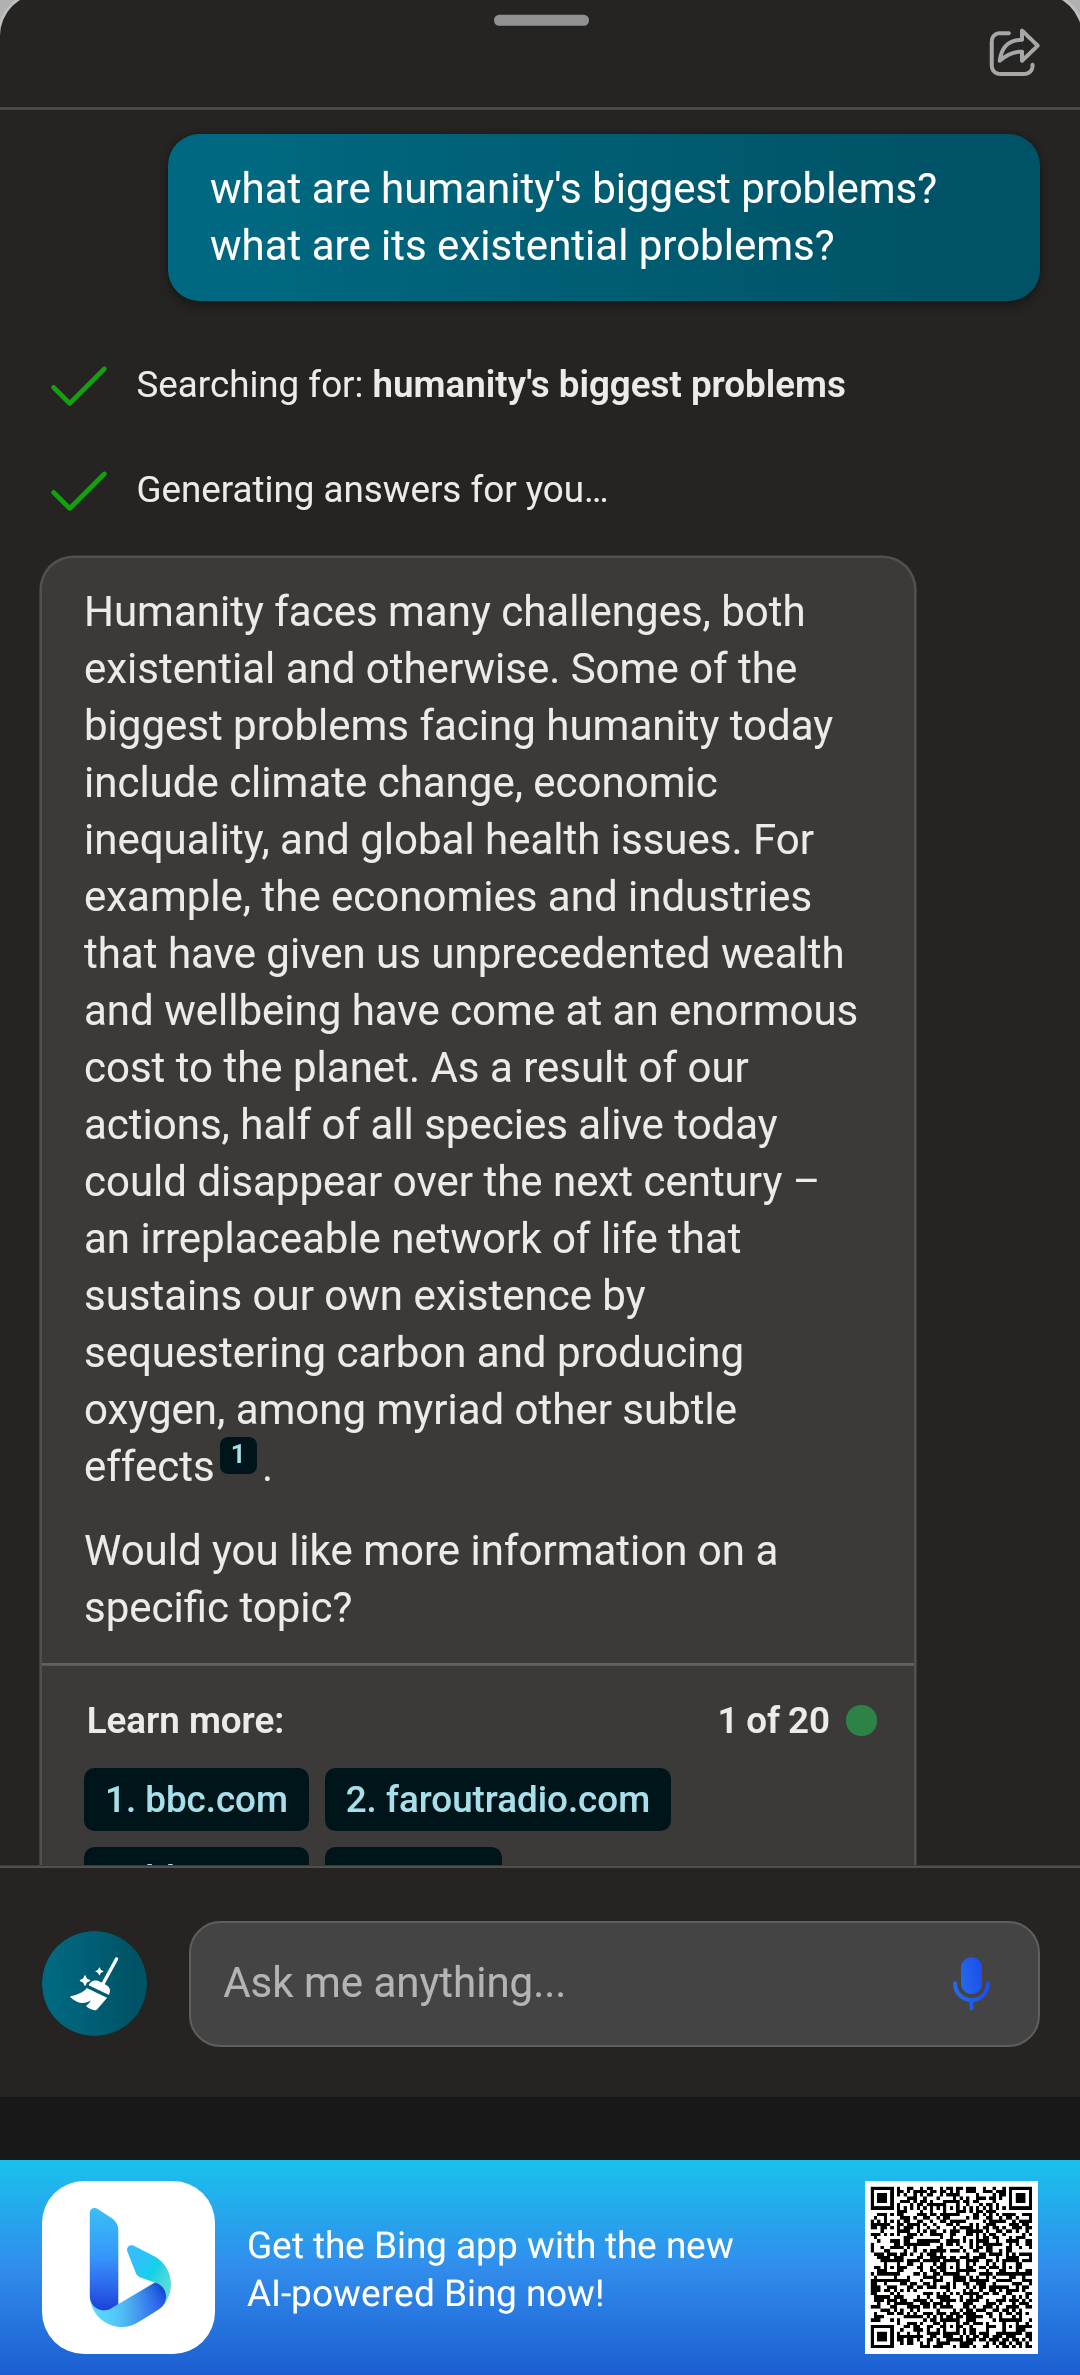 what are humanity's biggest problems?
what are its existential problems?
Searching for: humanity's biggest problems
Generating answers for you...
Humanity faces many challenges, both
existential and otherwise. Some of the
biggest problems facing humanity today
include climate change, economic
inequality, and global health issues. For
example, the economies and industries
that have given us unprecedented wealth
and wellbeing have come at an enormous
cost to the planet. As a result of our
actions, half of all species alive today
could disappear over the next century –
an irreplaceable network of life that
sustains our own existence by
sequestering carbon and producing
oxygen, among myriad other subtle
effects 1 .
Would you like more information on a
specific topic?
Learn more: 1 of 20
1. bbc.com 2. faroutradio.com
Ask me anything...
Get the Bing app with the new
AI-powered Bing now!